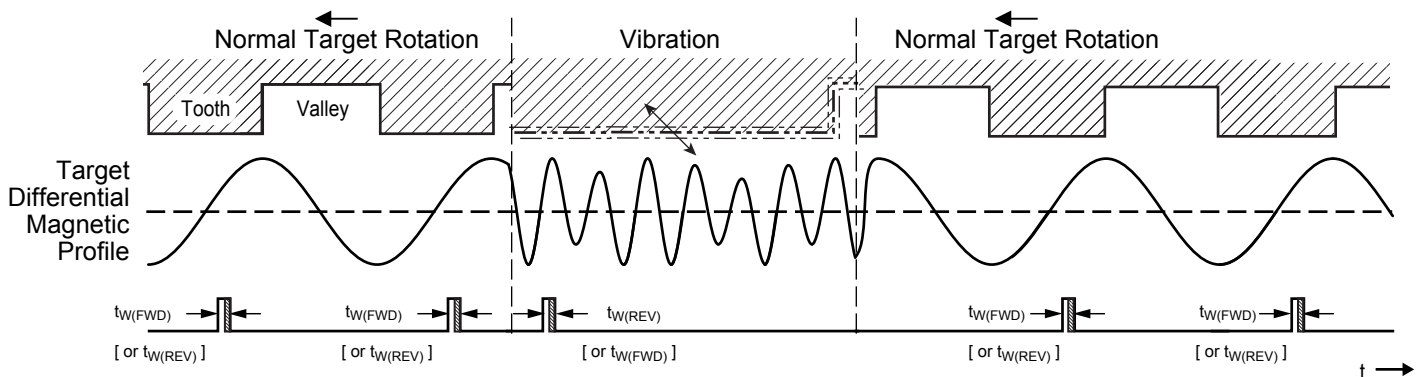 Normal Target Rotation
Vibration
Normal Target Rotation
Tooth
Valley
Target
Differential
Magnetic
Profile
tW(FWD)
tW(FWD)
tW(REV)
tW(FWD)
tW(FWD)
[ or tW(REV) ]
[ or tW(REV) ]
[ or tW(FWD) ]
[ or tW(REV) ]
[ or tW(REV) ]
t